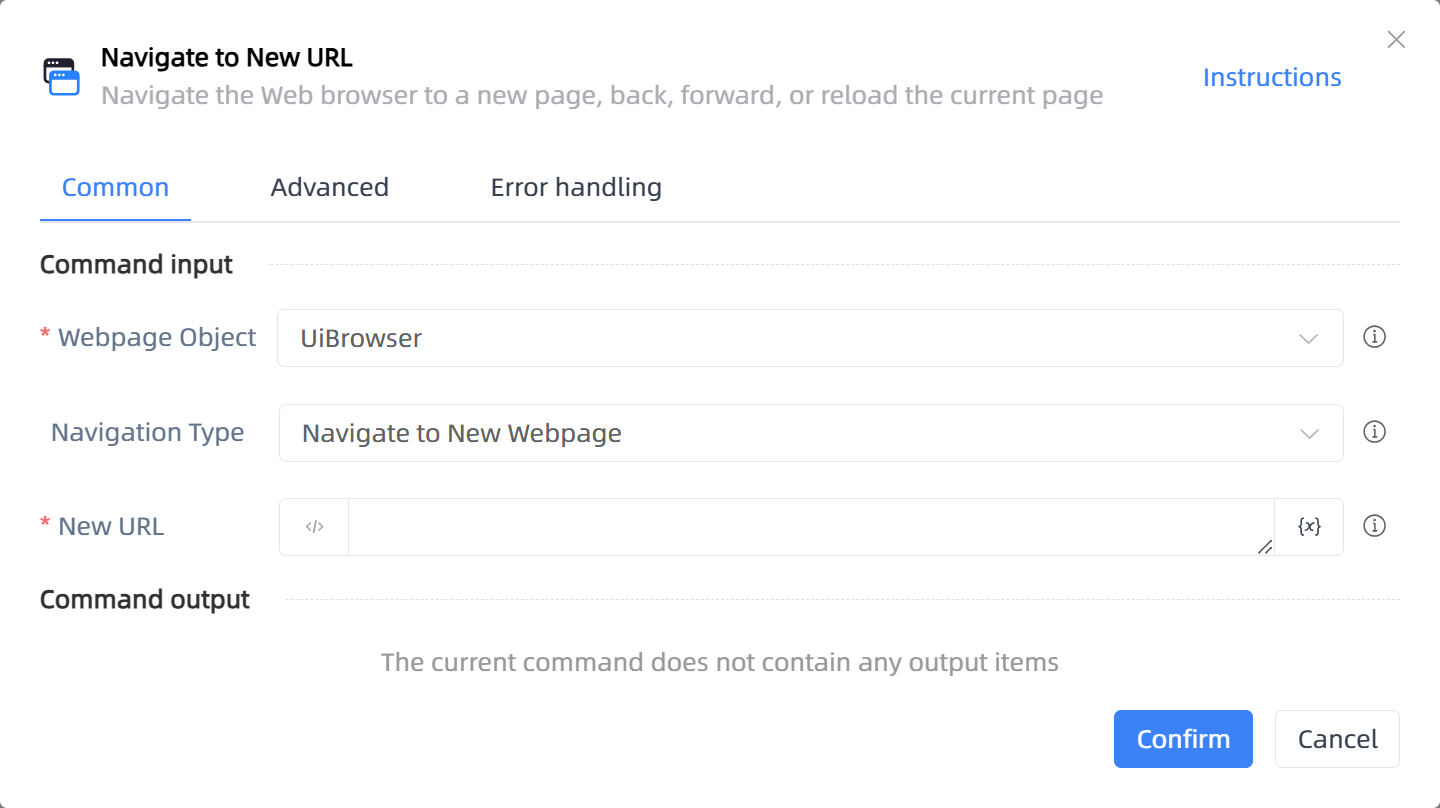 Navigate to New URL
Navigate the Web browser to a new page, back, forward, or reload the current page
Instructions
Common
Advanced
Error handling
Command input
* Webpage Object
UiBrowser
Navigation Type
Navigate to New Webpage
* New URL
</>
{x}
Command output
The current command does not contain any output items
Confirm
Cancel